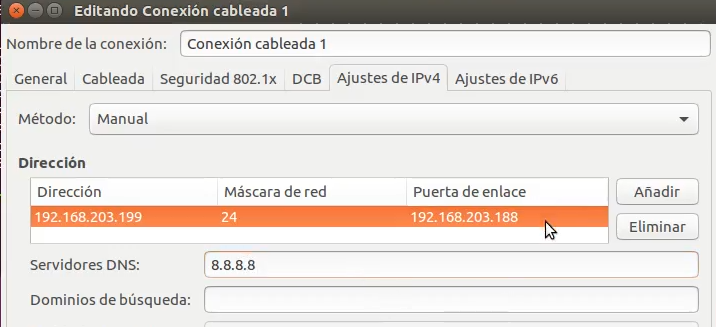 Editando Conexión cableada 1
Nombre de la conexión: Conexión cableada 1
General Cableada Seguridad 802.1x DCB Ajustes de IPv4 Ajustes de IPv6
Método: Manual
Dirección
Dirección Máscara de red Puerta de enlace Añadir
192.168.203.199 24 192.168.203.188
Eliminar
Servidores DNS: 8.8.8.8
Dominios de búsqueda: